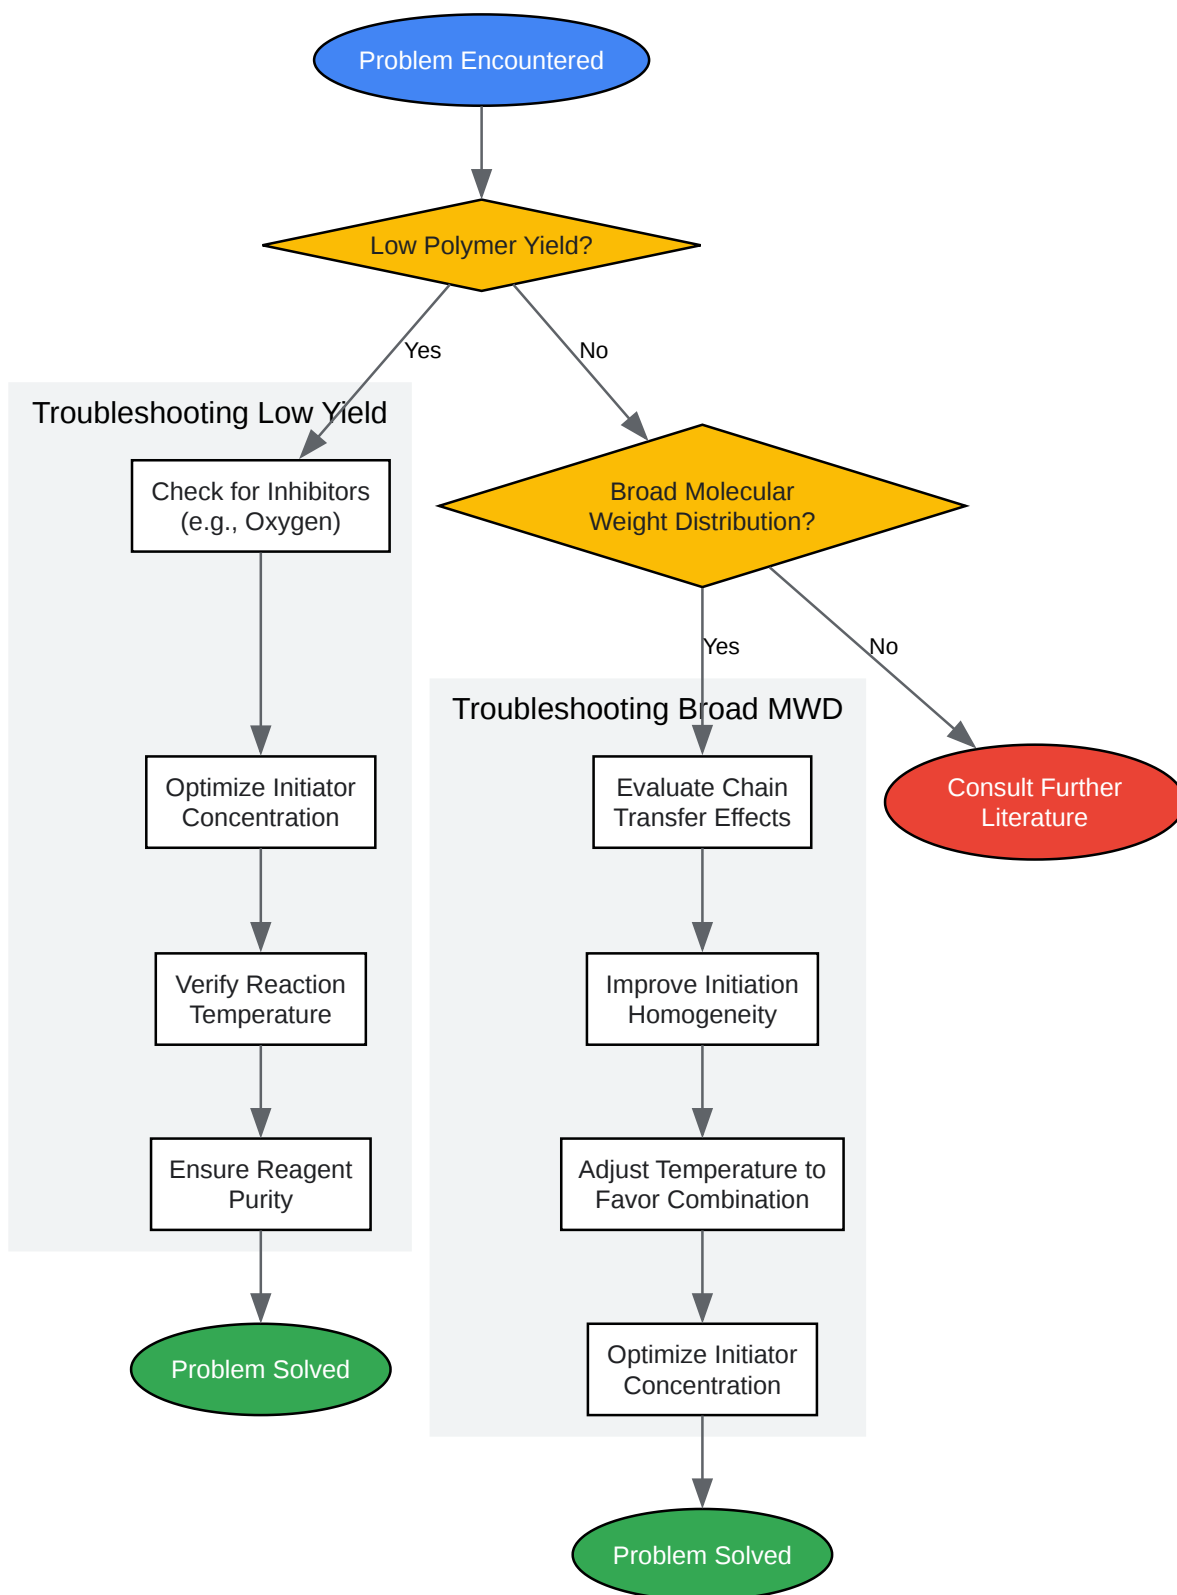 Problem Encountered
Low Polymer Yield?
Yes
No
Troubleshooting Low Yield
Check for Inhibitors
(e.g., Oxygen)
Optimize Initiator
Concentration
Verify Reaction
Temperature
Ensure Reagent
Purity
Problem Solved
Broad Molecular
Weight Distribution?
Yes
No
Troubleshooting Broad MWD
Evaluate Chain
Transfer Effects
Improve Initiation
Homogeneity
Adjust Temperature to
Favor Combination
Optimize Initiator
Concentration
Problem Solved
Consult Further
Literature